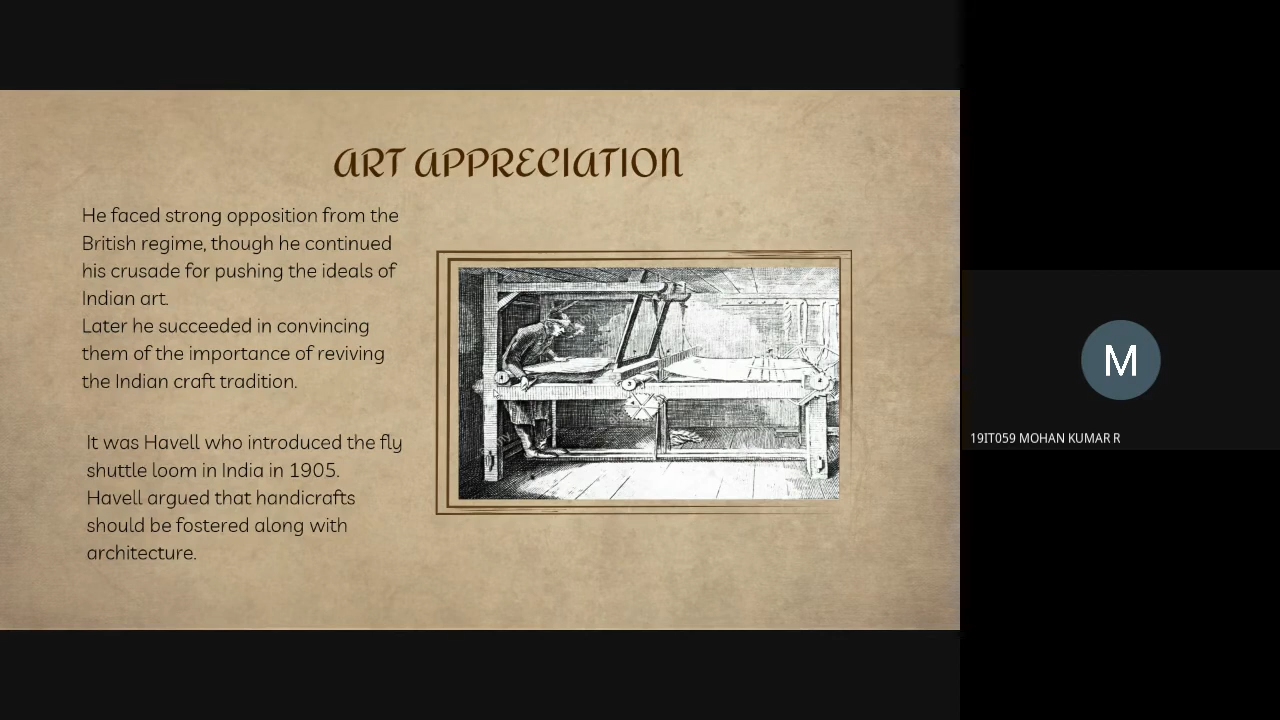 ART APPRECIATION
He faced strong opposition from the
British regime, though he continued
his crusade for pushing the ideals of
Indian art.
Later he succeeded in convincing
them of the importance of reviving
the Indian craft tradition.
It was Havell who introduced the fly
shuttle loom in India in 1905.
Havell argued that handicrafts
should be fostered along with
architecture.
M
19IT059 MOHAN KUMAR R